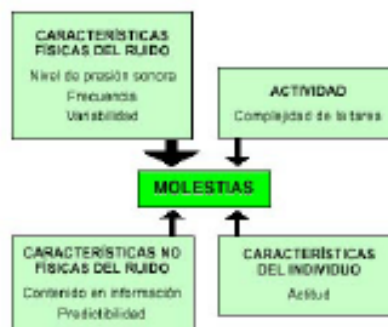 CARACTERÍSTICAS
FÍSICAS DEL RUIDO
Nivel de presión sonora
Frecuencia
Variabilidad
ACTIVIDAD
Complejidad de la tarea
MOLESTIAS
CARACTERÍSTICAS NO
FÍSICAS DEL RUIDO
Contenido en información
Predictibilidad
CARACTERÍSTICAS
DEL INDIVIDUO
Actitud